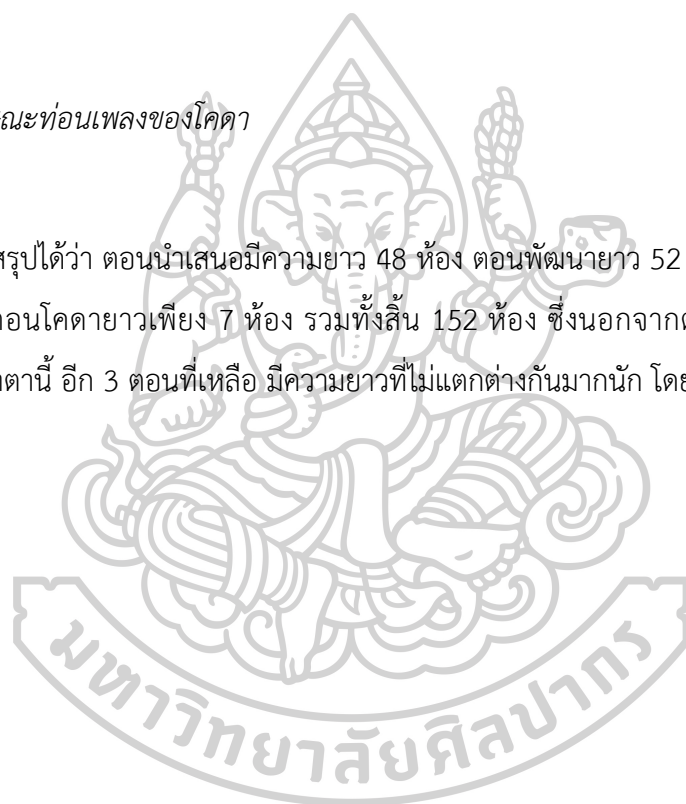 ณะท่อนเพลงของโคดา
สรุปได้ว่า ตอนนำเสนอมีความยาว 48 ห้อง ตอนพัฒนายาว 52
ตอนโคดายาวเพียง 7 ห้อง รวมทั้งสิ้น 152 ห้อง ซึ่งนอกจาก
ตานี้ อีก 3 ตอนที่เหลือ มีความยาวที่ไม่แตกต่างกันมากนัก โดย
มหาวิทยาลัยศิลปากร